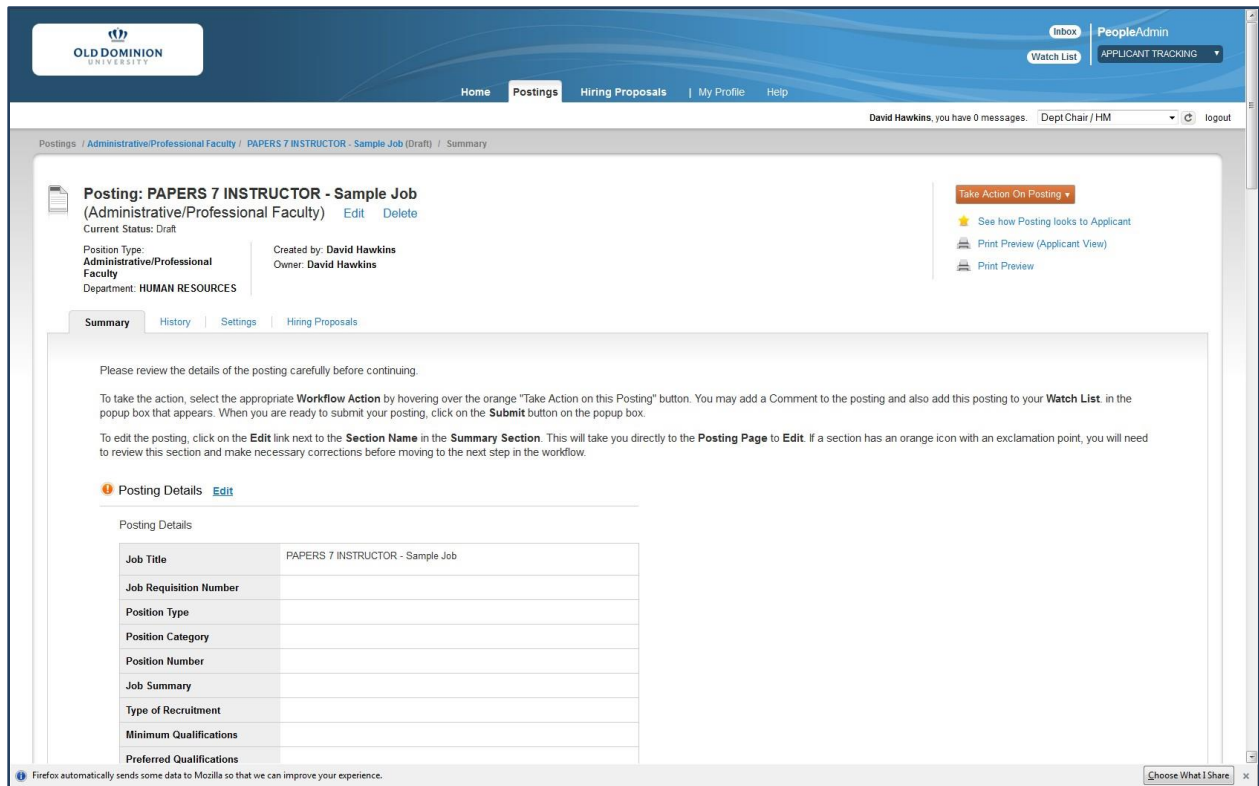 OLD DOMINION
UNIVERSITY
Inbox PeopleAdmin
Watch List APPLICANT TRACKING
Home Postings Hiring Proposals | My Profile Help
David Hawkins, you have 0 messages. Dept Chair / HM logout
Postings / Administrative/Professional Faculty / PAPERS 7 INSTRUCTOR - Sample Job (Draft) / Summary
Posting: PAPERS 7 INSTRUCTOR - Sample Job
(Administrative/Professional Faculty) Edit Delete
Current Status: Draft
Position Type:
Administrative/Professional
Faculty
Department: HUMAN RESOURCES
Created by: David Hawkins
Owner: David Hawkins
Take Action On Posting
See how Posting looks to Applicant
Print Preview (Applicant View)
Print Preview
Summary History Settings Hiring Proposals
Please review the details of the posting carefully before continuing.
To take the action, select the appropriate Workflow Action by hovering over the orange "Take Action on this Posting" button. You may add a Comment to the posting and also add this posting to your Watch List. in the
popup box that appears. When you are ready to submit your posting, click on the Submit button on the popup box.
To edit the posting, click on the Edit link next to the Section Name in the Summary Section. This will take you directly to the Posting Page to Edit. If a section has an orange icon with an exclamation point, you will need
to review this section and make necessary corrections before moving to the next step in the workflow.
Posting Details Edit
Posting Details
Job Title PAPERS 7 INSTRUCTOR - Sample Job
Job Requisition Number
Position Type
Position Category
Position Number
Job Summary
Type of Recruitment
Minimum Qualifications
Preferred Qualifications
Firefox automatically sends some data to Mozilla so that we can improve your experience. Choose What I Share x